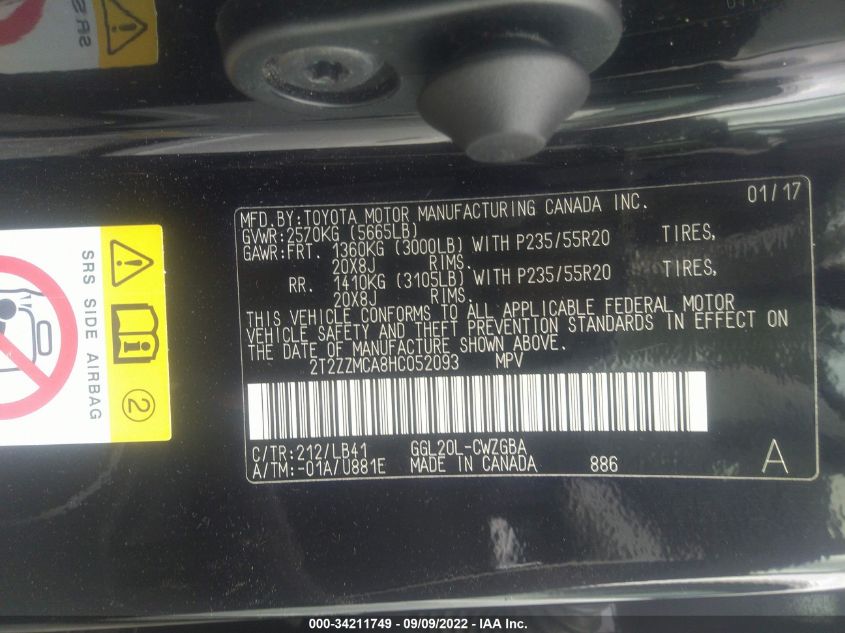 MFD.BY:TOYOTA MOTOR MANUFACTURING CANADA INC. 01/17
GVWR:2570KG (5665LB)
GAWR:FRT. 1360KG (3000LB) WITH P235/55R20 TIRES,
20X8J RIMS.
RR. 1410KG (3105LB) WITH P235/55R20 TIRES,
20X8J RIMS.
THIS VEHICLE CONFORMS TO ALL APPLICABLE FEDERAL MOTOR
VEHICLE SAFETY AND THEFT PREVENTION STANDARDS IN EFFECT ON
THE DATE OF MANUFACTURE SHOWN ABOVE.
2T2ZZMCA8HC052093 MPV
C/TR:212/LB41 GGL20L-CWZGBA
A/TM:-01A/U881E MADE IN CANADA 886 A
SRS SIDE AIRBAG
2
000-34211749 - 09/09/2022 - IAA Inc.